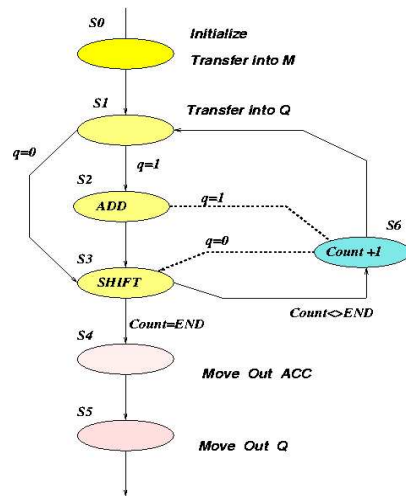 S0
Initialize
Transfer into M
S1
Transfer into Q
q=0
q=1
S2
ADD
q=1
S6
q=0
Count +1
S3
SHIFT
Count<>END
Count=END
S4
Move Out ACC
S5
Move Out Q